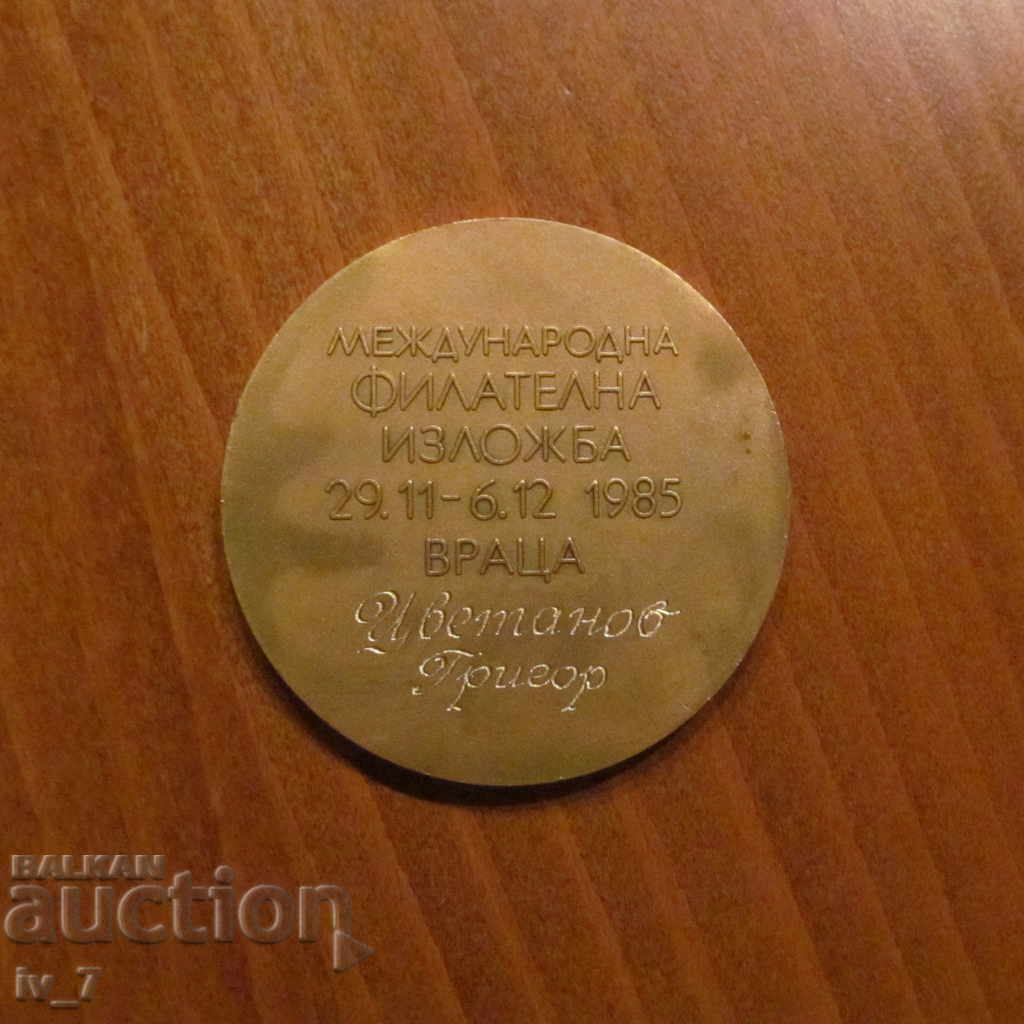 МЕЖДУНАРОДНА
ФИЛАТЕЛНА
ИЗЛОЖБА
29.11-6.12 1985
ВРАЦА
Цветанов
Григор
BALKAN
auction
iv_7